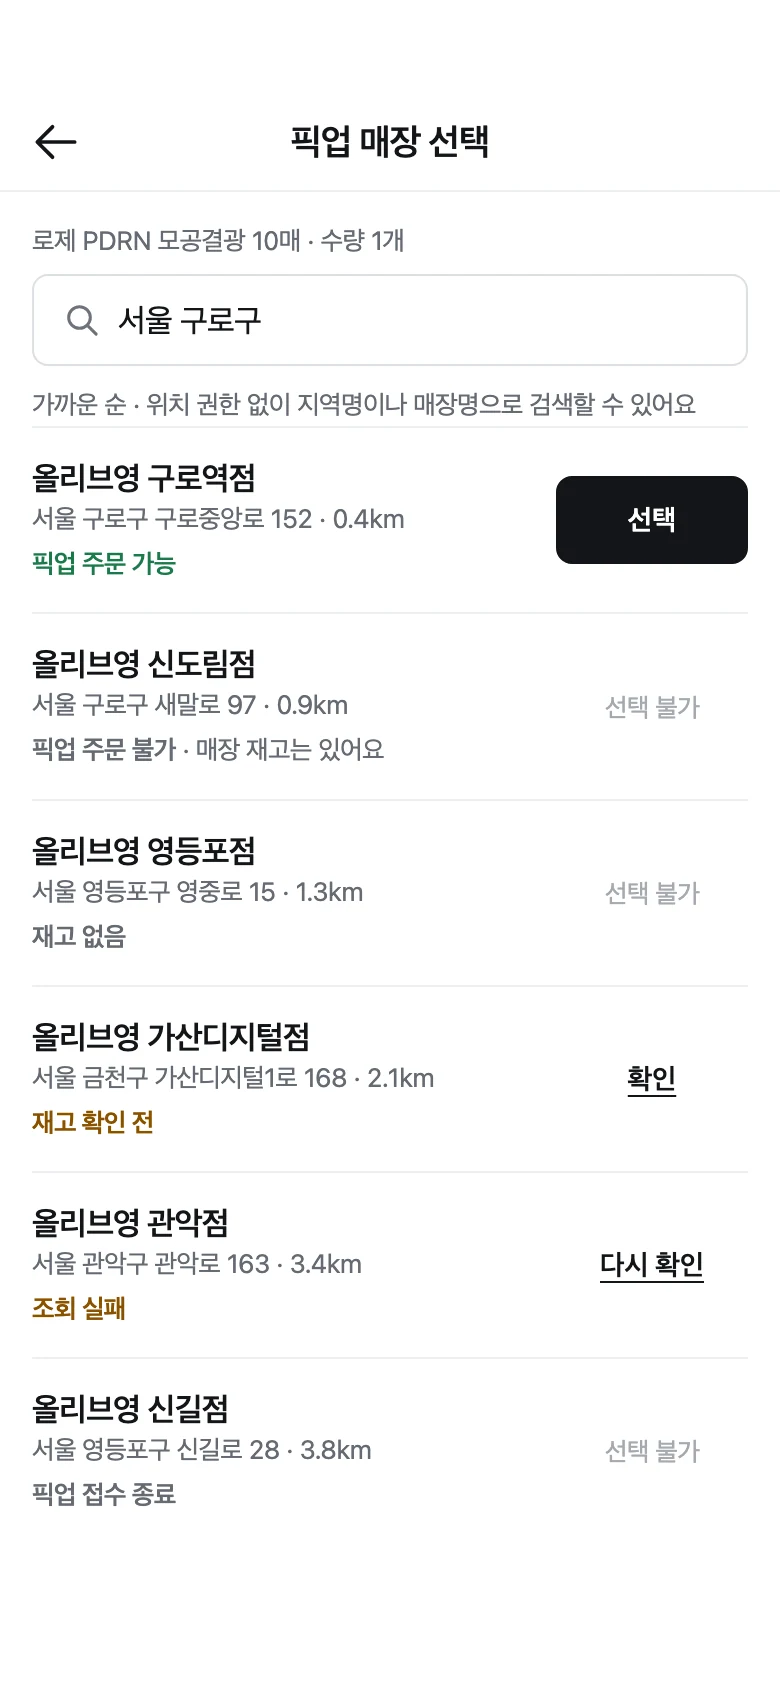 픽업 매장 선택
로제 PDRN 모공결광 10매 · 수량 1개
서울 구로구
가까운 순 · 위치 권한 없이 지역명이나 매장명으로 검색할 수 있어요
올리브영 구로역점
서울 구로구 구로중앙로 152 · 0.4km
픽업 주문 가능
선택
올리브영 신도림점
서울 구로구 새말로 97 · 0.9km
픽업 주문 불가 · 매장 재고는 있어요
선택 불가
올리브영 영등포점
서울 영등포구 영중로 15 · 1.3km
재고 없음
선택 불가
올리브영 가산디지털점
서울 금천구 가산디지털1로 168 · 2.1km
재고 확인 전
확인
올리브영 관악점
서울 관악구 관악로 163 · 3.4km
조회 실패
다시 확인
올리브영 신길점
서울 영등포구 신길로 28 · 3.8km
픽업 접수 종료
선택 불가